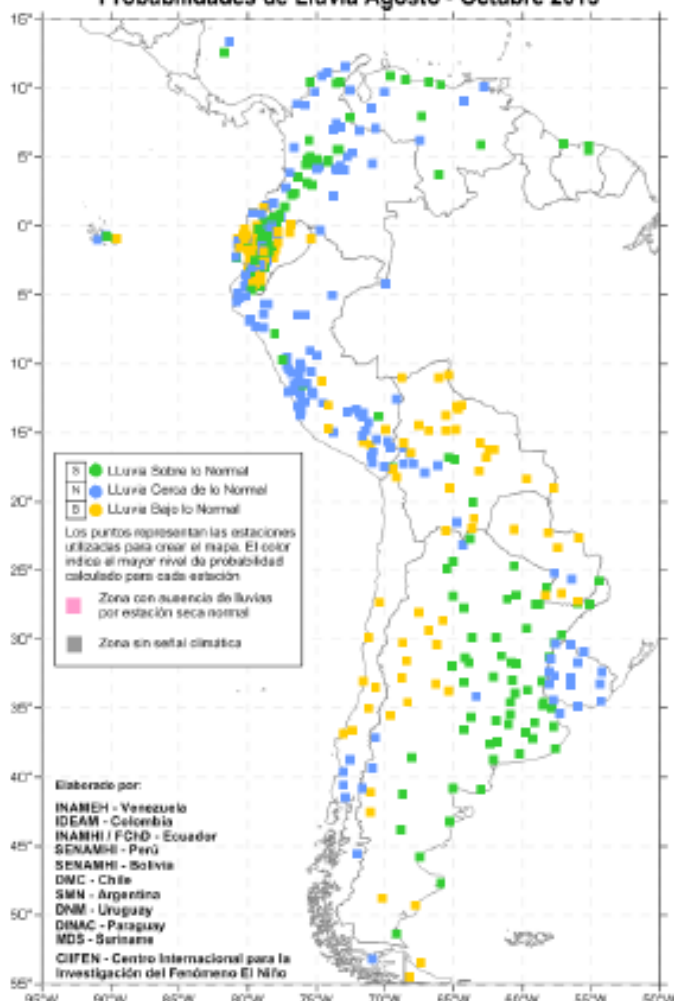 Probabilidades de Lluvia Agosto - Octubre 2015
15°
10°
5°
0°
5°
10°
15°
20°
25°
30°
35°
40°
45°
50°
55°
S LLuvia Sobre lo Normal
N LLuvia Cerca de lo Normal
B LLuvia Bajo lo Normal
Los puntos representan las estaciones
utilizadas para crear el mapa. El color
indica el mayor nivel de probabilidad
calculado para cada estación
Zona con ausencia de lluvias
por estación seca normal
Zona sin señal climática
Elaborado por:
INAMEH - Venezuela
IDEAM - Colombia
INAMHI / FChD - Ecuador
SENAMHI - Perú
SENAMHI - Bolivia
DMC - Chile
SMN - Argentina
DNM - Uruguay
DINAC - Paraguay
MDS - Suriname
CIIFEN - Centro Internacional para la
Investigación del Fenómeno El Niño
95°W 90°W 85°W 80°W 75°W 70°W 65°W 60°W 55°W 50°W